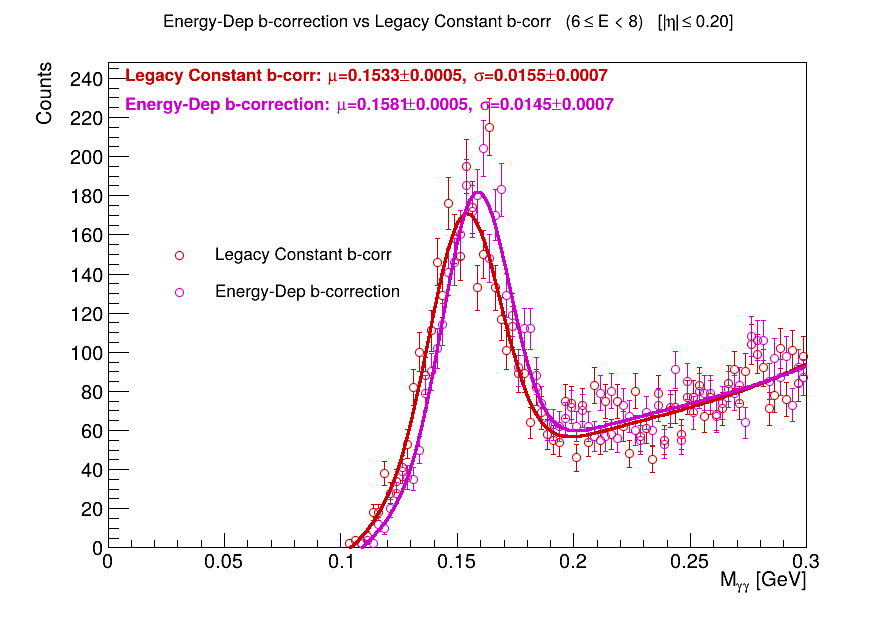 Energy-Dep b-correction vs Legacy Constant b-corr (6 ≤ E < 8) [|η| ≤ 0.20]
Legacy Constant b-corr: μ=0.1533±0.0005, σ=0.0155±0.0007
Energy-Dep b-correction: μ=0.1581±0.0005, σ=0.0145±0.0007
Counts
240
220
200
180
160
140
120
100
80
60
40
20
0
Legacy Constant b-corr
Energy-Dep b-correction
0 0.05 0.1 0.15 0.2 0.25 0.3
Mγγ [GeV]